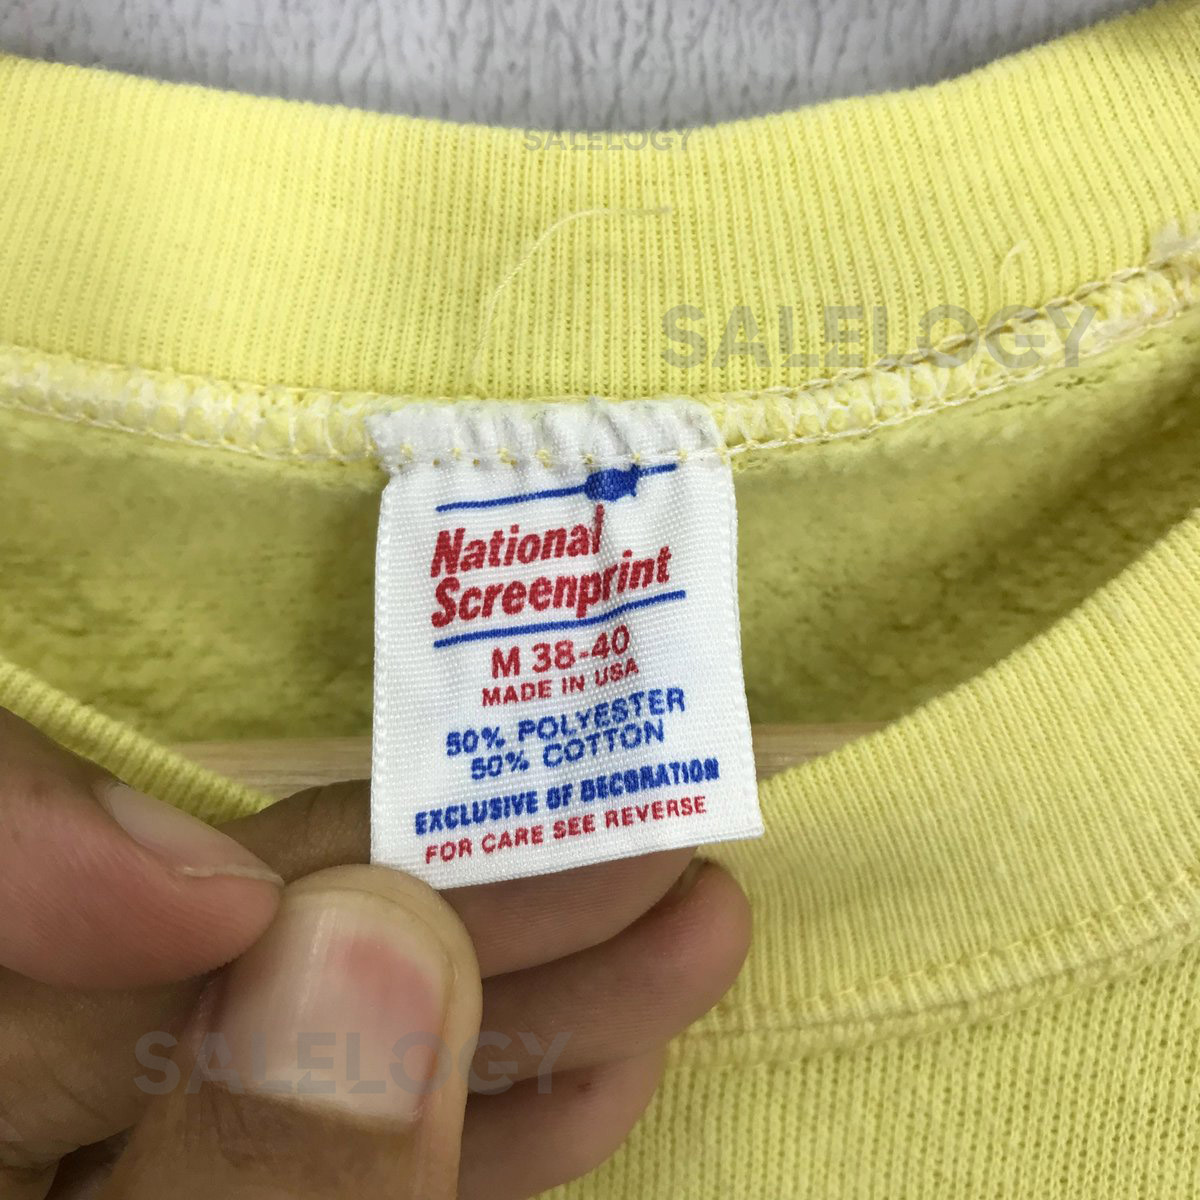 SALELOGY
SALELOGY
National
Screenprint
M 38-40
MADE IN USA
50% POLYESTER
50% COTTON
EXCLUSIVE OF DECORATION
FOR CARE SEE REVERSE
SALELOGY